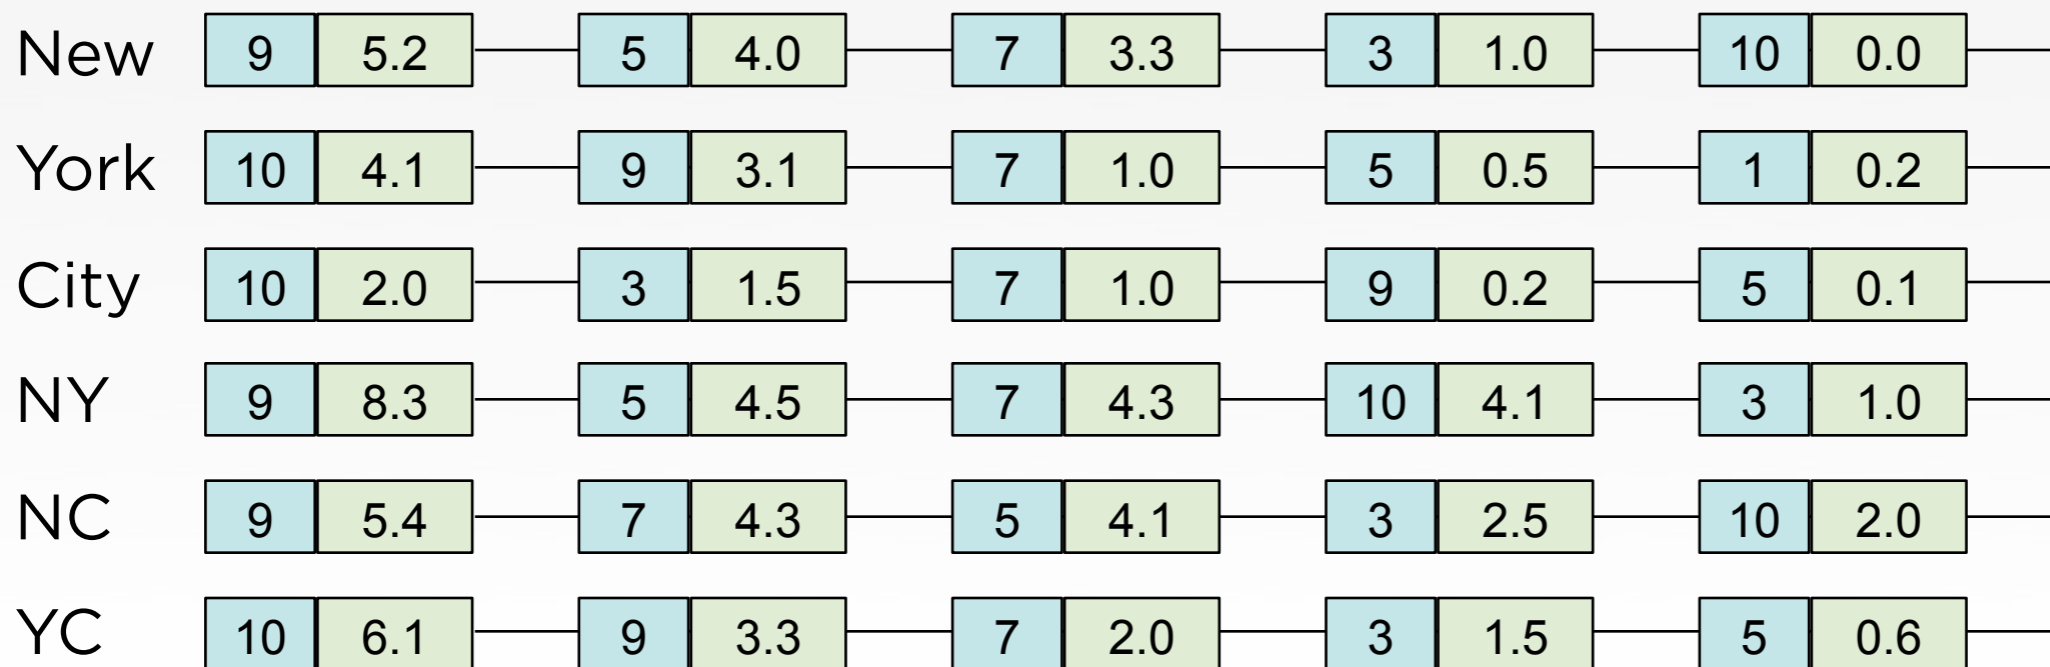 New 9 5.2 5 4.0 7 3.3 3 1.0 10 0.0
York 10 4.1 9 3.1 7 1.0 5 0.5 1 0.2
City 10 2.0 3 1.5 7 1.0 9 0.2 5 0.1
NY 9 8.3 5 4.5 7 4.3 10 4.1 3 1.0
NC 9 5.4 7 4.3 5 4.1 3 2.5 10 2.0
YC 10 6.1 9 3.3 7 2.0 3 1.5 5 0.6